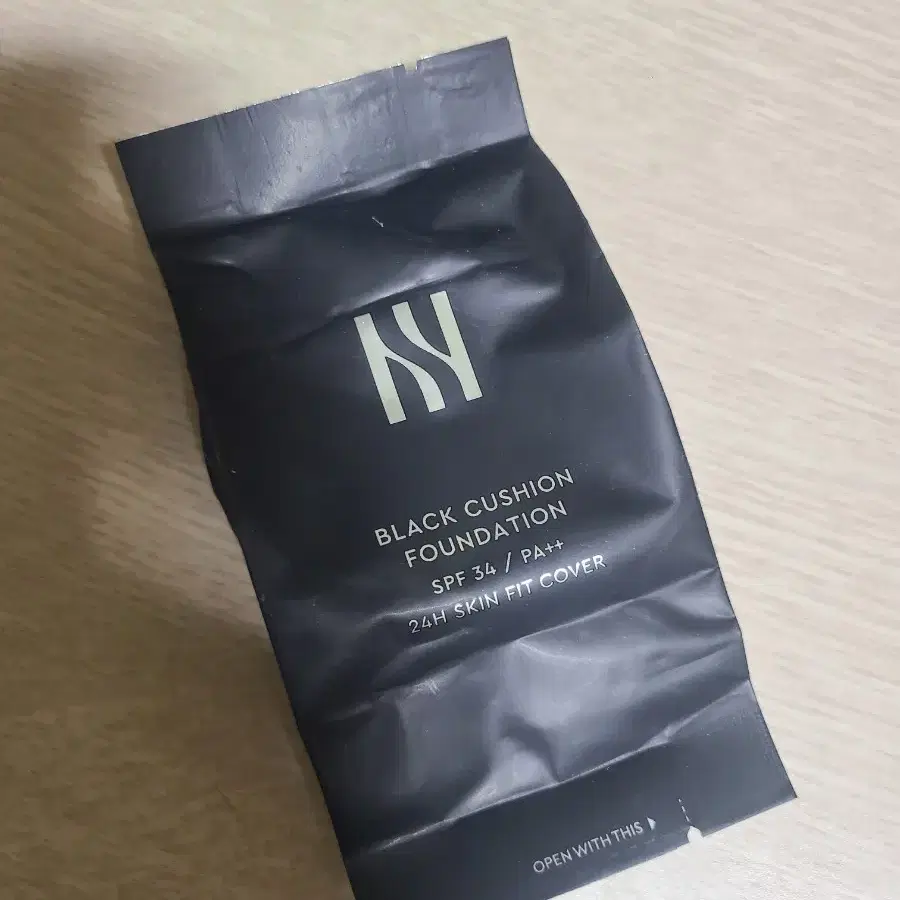 BLACK CUSHION
FOUNDATION
SPF 34 / PA++
24H SKIN FIT COVER
OPEN WITH THIS